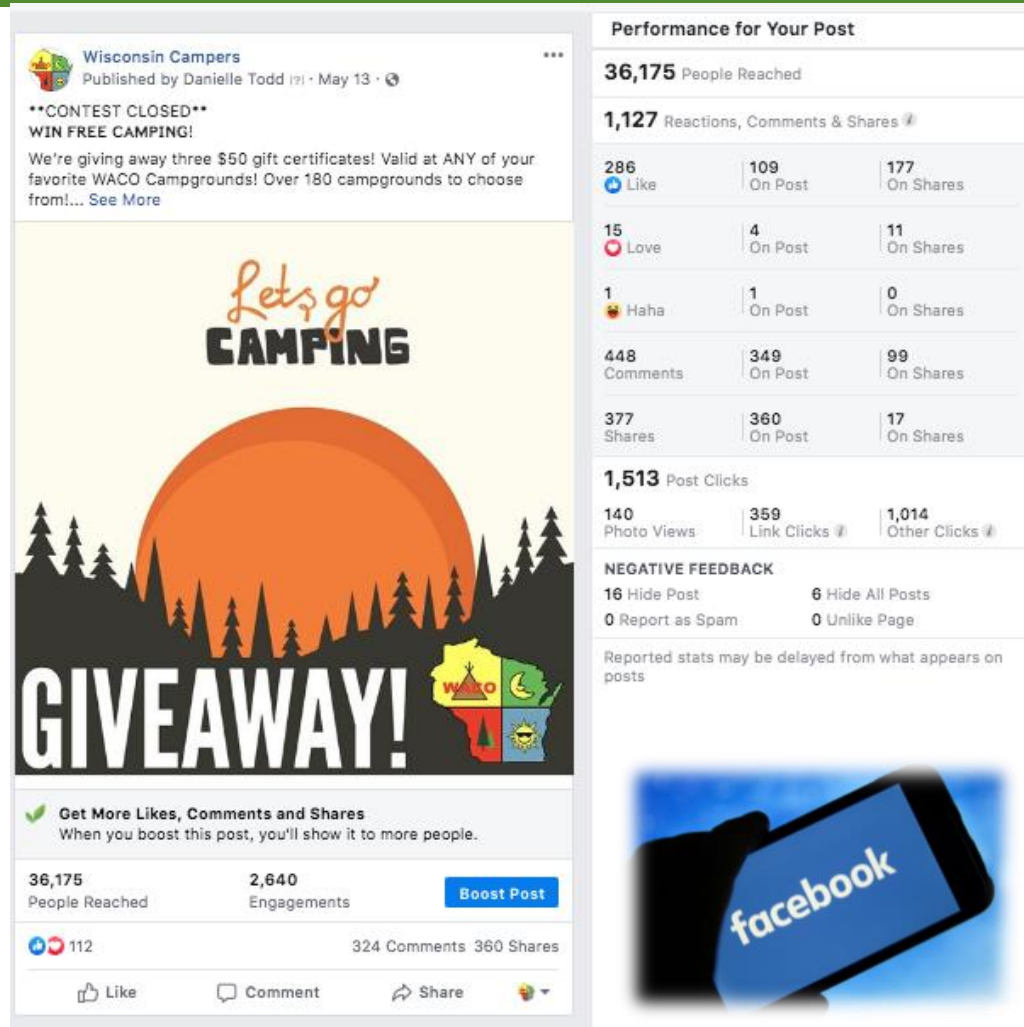 Wisconsin Campers
Published by Danielle Todd [?] · May 13 ·
**CONTEST CLOSED**
WIN FREE CAMPING!
We're giving away three $50 gift certificates! Valid at ANY of your
favorite WACO Campgrounds! Over 180 campgrounds to choose
from!... See More
Lets go
CAMPING
GIVEAWAY!
WACO
Get More Likes, Comments and Shares
When you boost this post, you'll show it to more people.
36,175 2,640
People Reached Engagements
Boost Post
112 324 Comments 360 Shares
Like Comment Share
Performance for Your Post
36,175 People Reached
1,127 Reactions, Comments & Shares
286 109 177
Like On Post On Shares
15 4 11
Love On Post On Shares
1 1 0
Haha On Post On Shares
448 349 99
Comments On Post On Shares
377 360 17
Shares On Post On Shares
1,513 Post Clicks
140 359 1,014
Photo Views Link Clicks Other Clicks
NEGATIVE FEEDBACK
16 Hide Post 6 Hide All Posts
0 Report as Spam 0 Unlike Page
Reported stats may be delayed from what appears on
posts
facebook